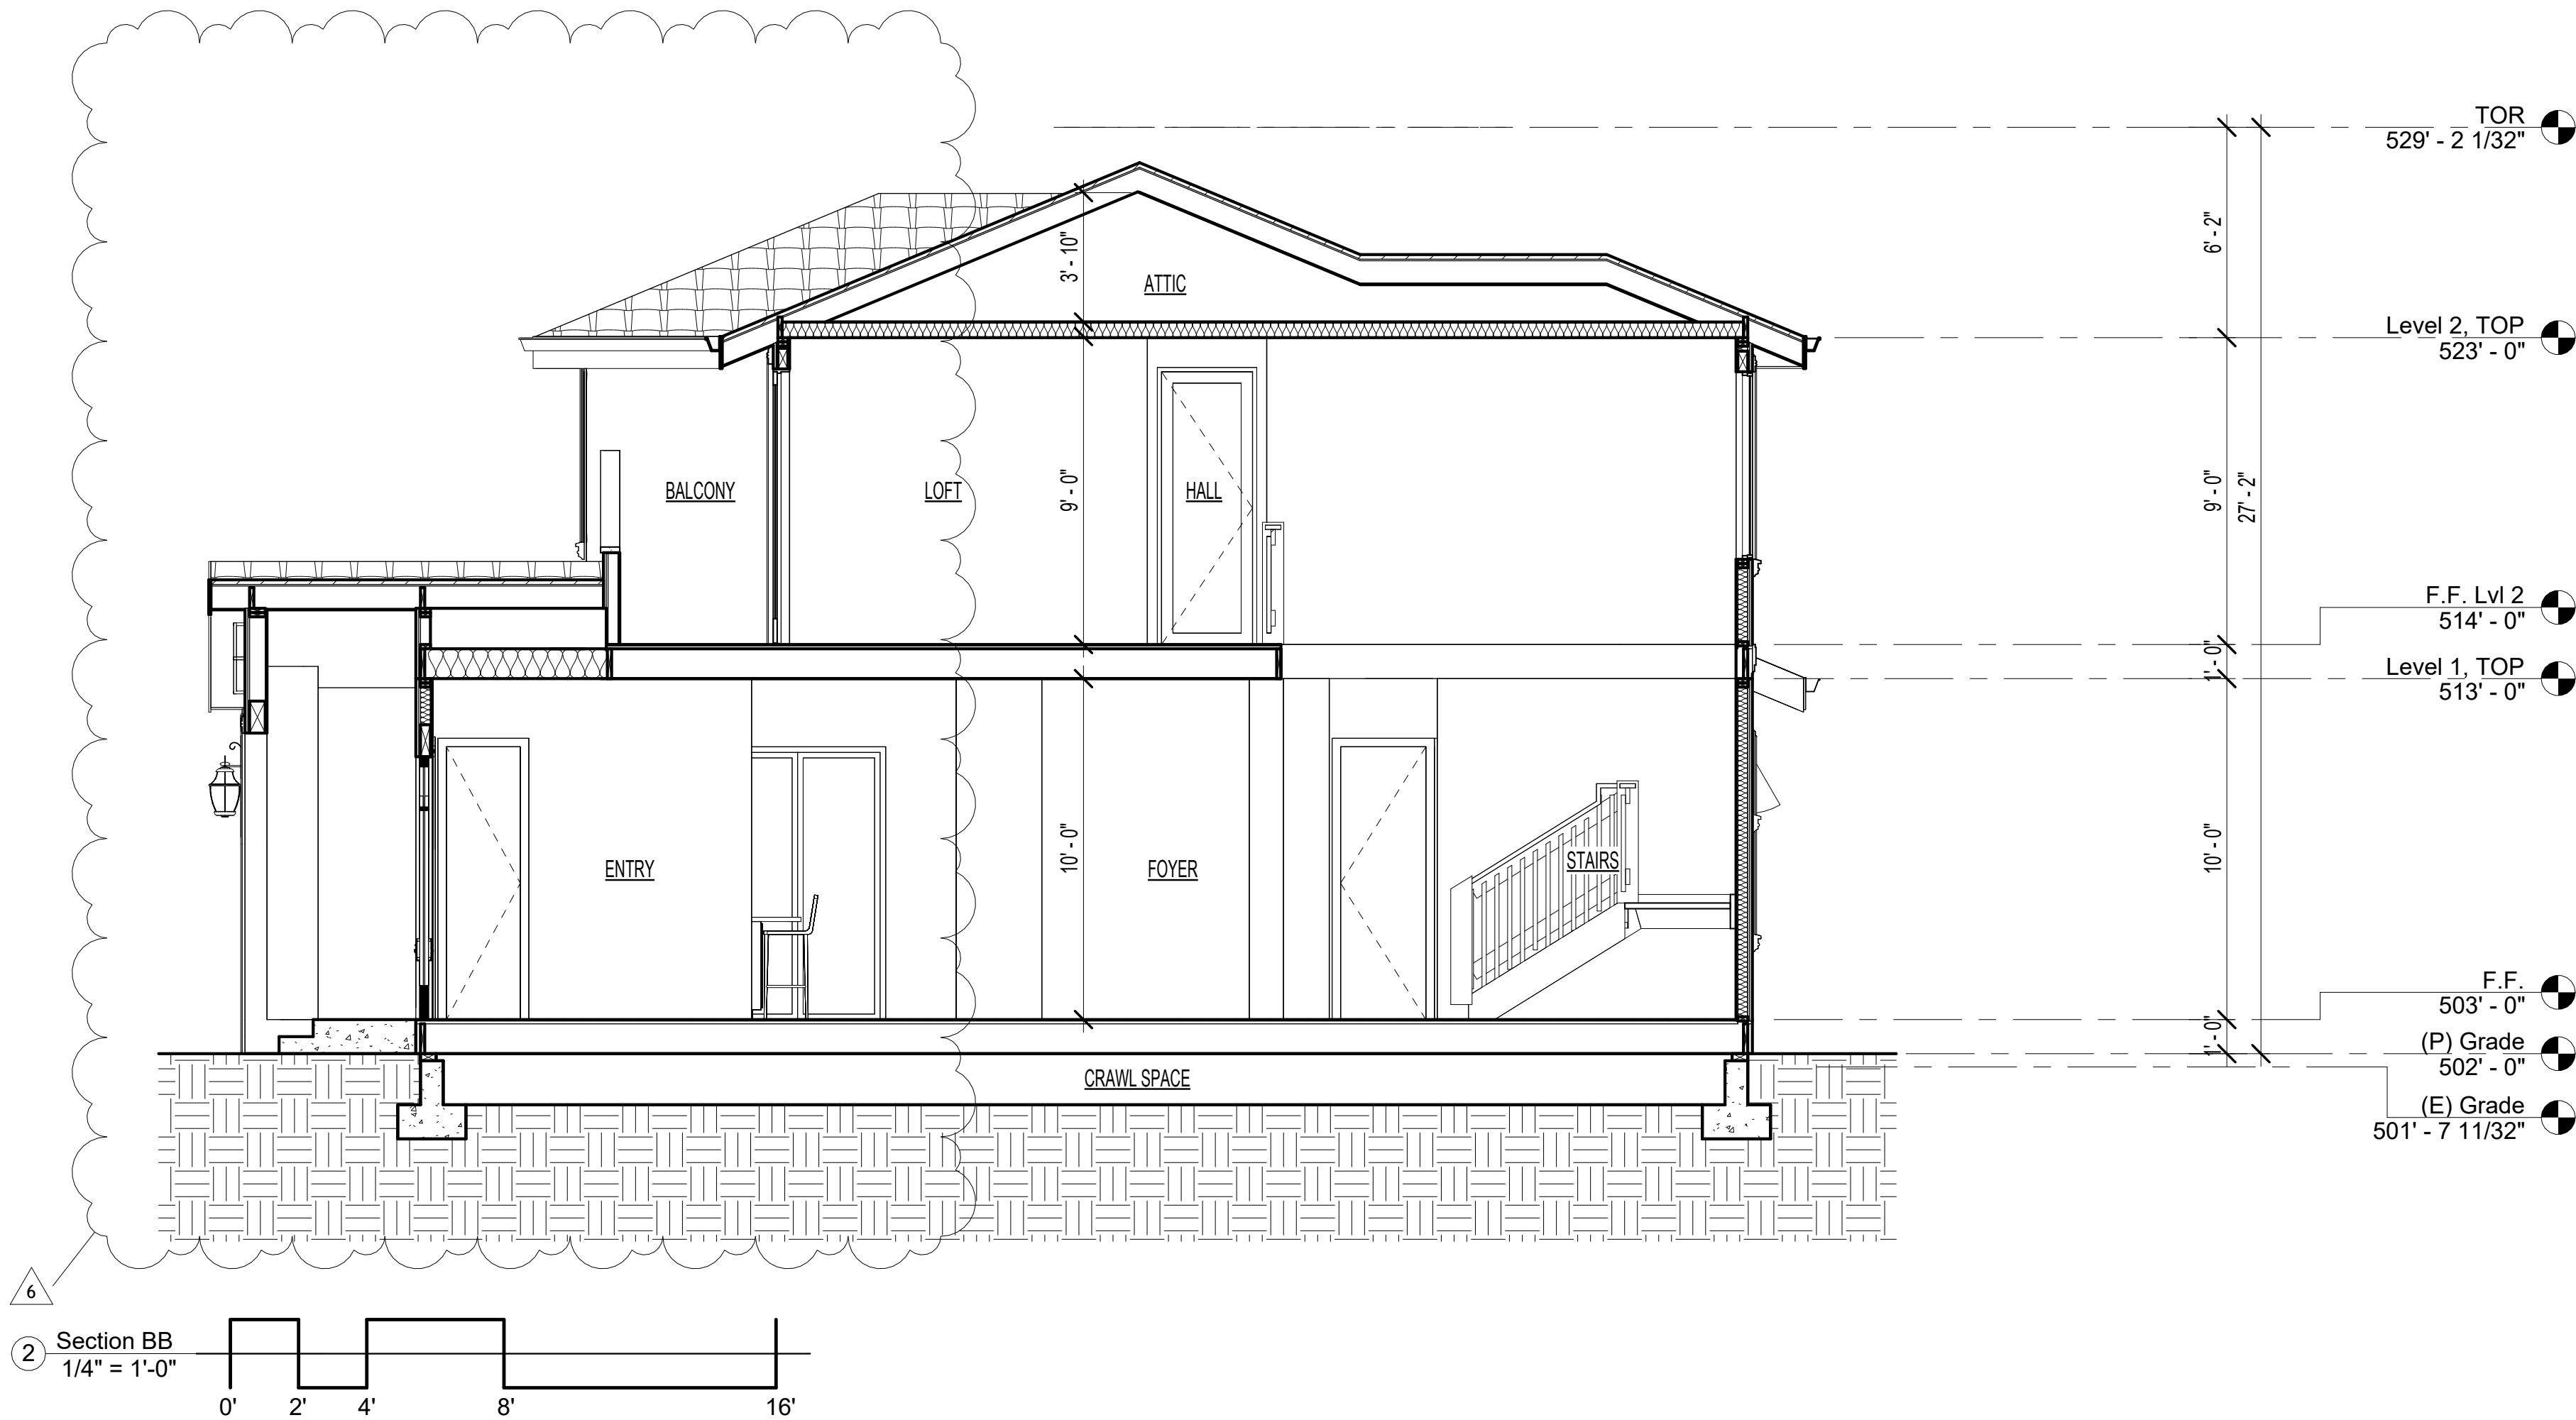 TOR
529' - 2 1/32"
6' - 2"
3' - 10"
ATTIC
Level 2, TOP
523' - 0"
BALCONY
LOFT
9' - 0"
HALL
9' - 0"
27' - 2"
F.F. Lvl 2
514' - 0"
1' - 0"
Level 1, TOP
513' - 0"
ENTRY
10' - 0"
FOYER
STAIRS
10' - 0"
F.F.
503' - 0"
1' - 0"
(P) Grade
502' - 0"
CRAWL SPACE
(E) Grade
501' - 7 11/32"
6
2
Section BB
1/4" = 1'-0"
0' 2' 4' 8' 16'